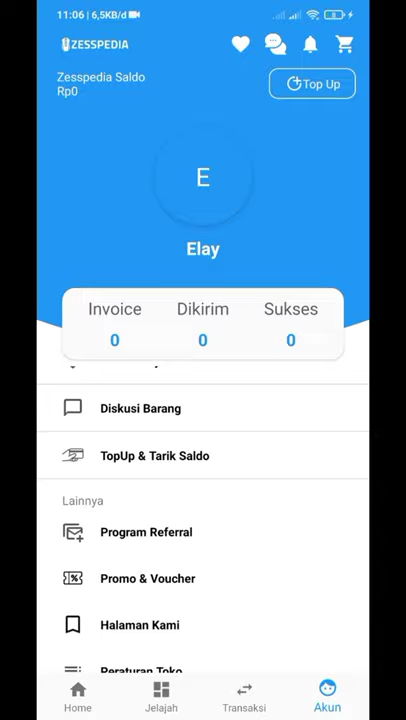 11:06 | 6,5KB/d
ZESSPEDIA
Zesspedia Saldo
Rp0
Top Up
E
Elay
Invoice Dikirim Sukses
0 0 0
Diskusi Barang
TopUp & Tarik Saldo
Lainnya
Program Referral
Promo & Voucher
Halaman Kami
Peraturan Toko
Home Jelajah Transaksi Akun